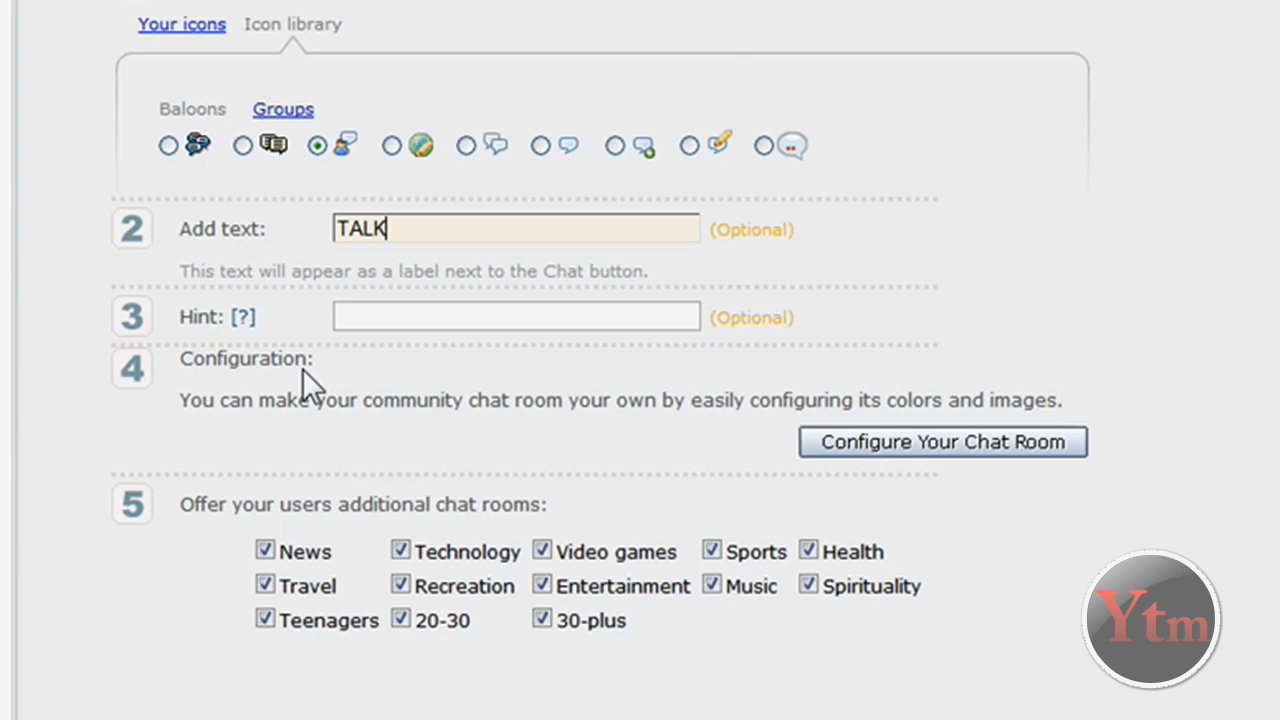 Your icons Icon library
Baloons Groups
2 Add text: TALK (Optional)
This text will appear as a label next to the Chat button.
3 Hint: [?] (Optional)
4 Configuration:
You can make your community chat room your own by easily configuring its colors and images.
Configure Your Chat Room
5 Offer your users additional chat rooms:
News Technology Video games Sports Health
Travel Recreation Entertainment Music Spirituality
Teenagers 20-30 30-plus
Ytm